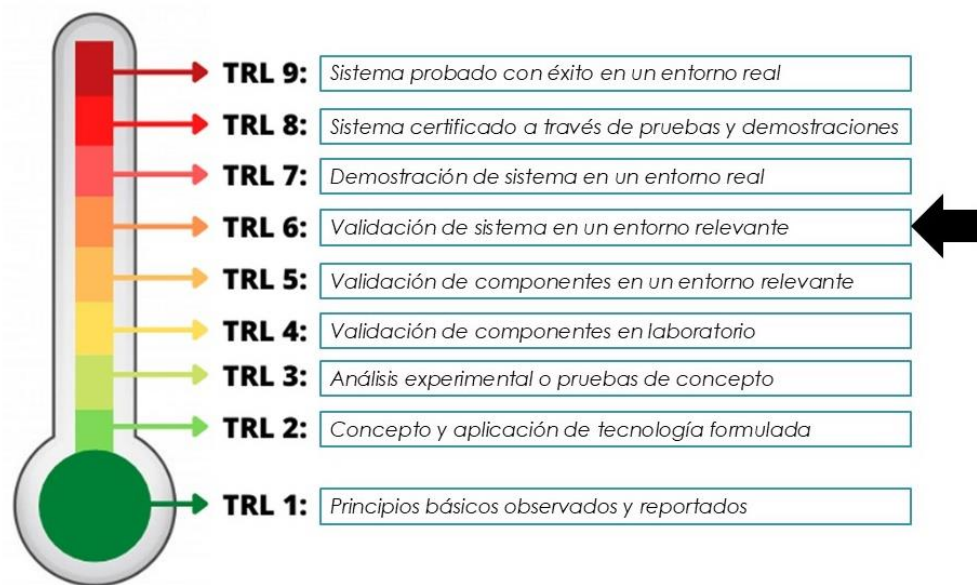 TRL 9: Sistema probado con éxito en un entorno real
TRL 8: Sistema certificado a través de pruebas y demostraciones
TRL 7: Demostración de sistema en un entorno real
TRL 6: Validación de sistema en un entorno relevante
TRL 5: Validación de componentes en un entorno relevante
TRL 4: Validación de componentes en laboratorio
TRL 3: Análisis experimental o pruebas de concepto
TRL 2: Concepto y aplicación de tecnología formulada
TRL 1: Principios básicos observados y reportados